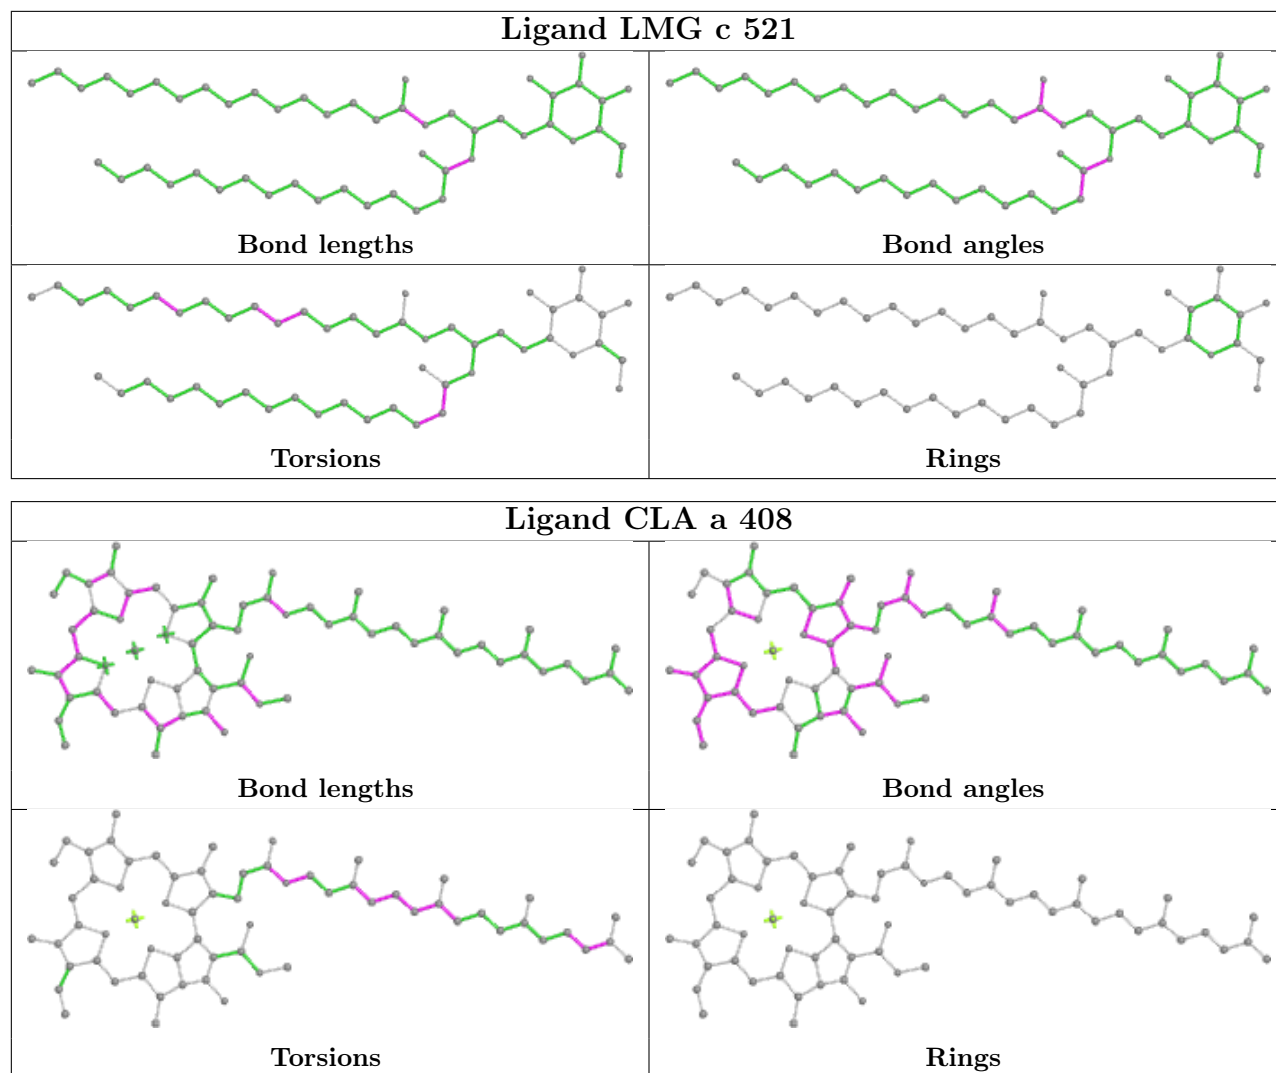 Ligand LMG c 521
Bond lengths
Bond angles
Torsions
Rings
Ligand CLA a 408
Bond lengths
Bond angles
Torsions
Rings